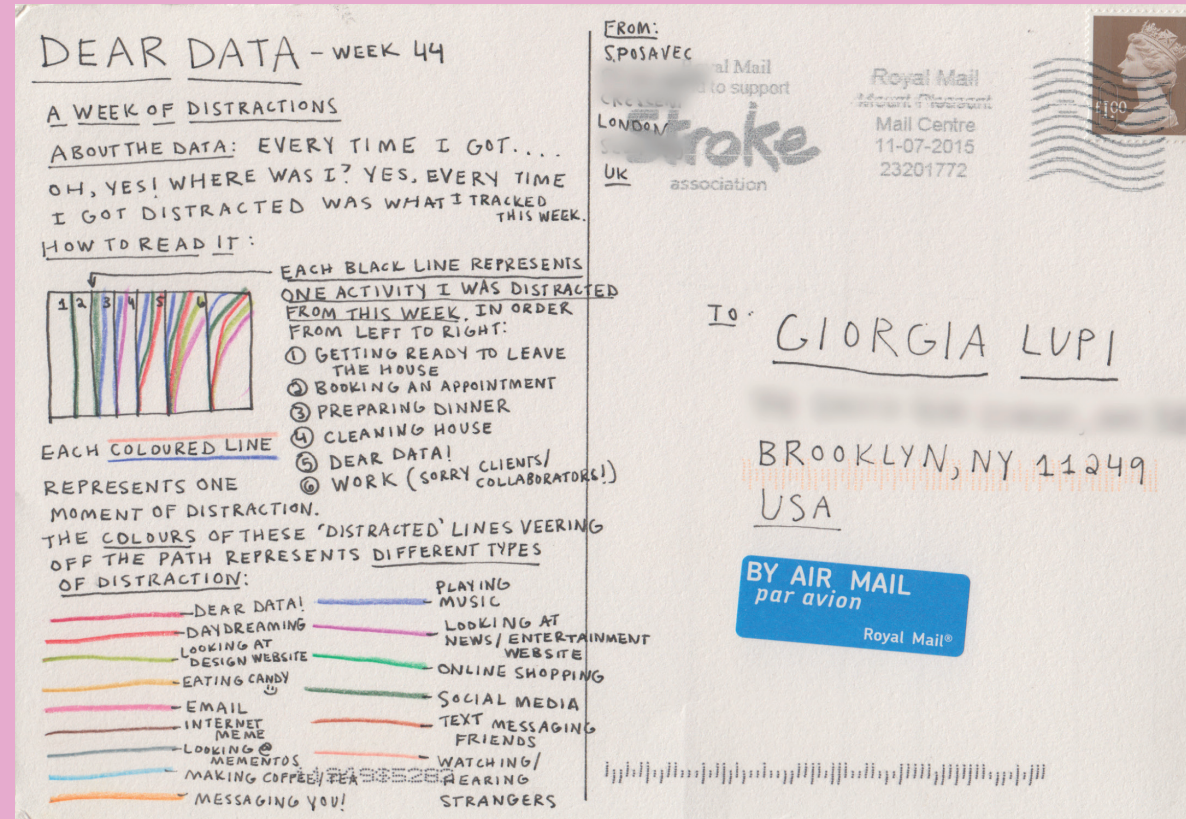 DEAR DATA - WEEK 44
A WEEK OF DISTRACTIONS
ABOUT THE DATA: EVERY TIME I GOT....
OH, YES! WHERE WAS I? YES, EVERY TIME
I GOT DISTRACTED WAS WHAT I TRACKED
THIS WEEK.
HOW TO READ IT:
1 2 3 4 5 6
EACH BLACK LINE REPRESENTS
ONE ACTIVITY I WAS DISTRACTED
FROM THIS WEEK, IN ORDER
FROM LEFT TO RIGHT:
① GETTING READY TO LEAVE
THE HOUSE
② BOOKING AN APPOINTMENT
③ PREPARING DINNER
④ CLEANING HOUSE
⑤ DEAR DATA!
⑥ WORK (SORRY CLIENTS/
COLLABORATORS!)
EACH COLOURED LINE
REPRESENTS ONE
MOMENT OF DISTRACTION.
THE COLOURS OF THESE 'DISTRACTED' LINES VEERING
OFF THE PATH REPRESENTS DIFFERENT TYPES
OF DISTRACTION:
DEAR DATA!
DAYDREAMING
LOOKING AT
DESIGN WEBSITE
EATING CANDY
EMAIL
INTERNET
MEME
LOOKING @
MEMENTOS
MAKING COFFEE/TEA
MESSAGING YOU!
PLAYING
MUSIC
LOOKING AT
NEWS/ENTERTAINMENT
WEBSITE
ONLINE SHOPPING
SOCIAL MEDIA
TEXT MESSAGING
FRIENDS
WATCHING/
HEARING
STRANGERS
FROM:
S.POSAVEC
LONDON
UK
al Mail
to support
Stroke
association
Royal Mail
Mount Pleasant
Mail Centre
11-07-2015
23201772
£1.00
TO:
GIORGIA LUPI
BROOKLYN, NY 11249
USA
BY AIR MAIL
par avion
Royal Mail®